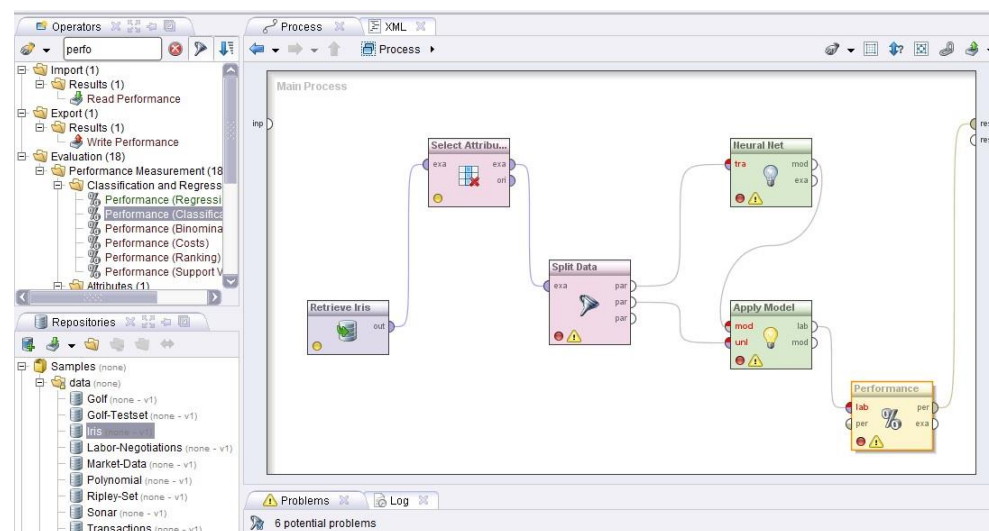 Operators
perfo
Import (1)
Results (1)
Read Performance
Export (1)
Results (1)
Write Performance
Evaluation (18)
Performance Measurement (18
Classification and Regress
Performance (Regressi
Performance (Classifica
Performance (Binomina
Performance (Costs)
Performance (Ranking)
Performance (Support V
Attributes (1)
Repositories
Samples (none)
data (none)
Golf (none - v1)
Golf-Testset (none - v1)
Iris (none - v1)
Labor-Negotiations (none - v1)
Market-Data (none - v1)
Polynomial (none - v1)
Ripley-Set (none - v1)
Sonar (none - v1)
Transactions (none - v1)
Process
XML
Process
Main Process
inp
res
res
Select Attribu...
exa
exa
ori
Retrieve Iris
out
Split Data
exa
par
par
par
Neural Net
tra
mod
exa
Apply Model
mod
lab
unl
mod
Performance
lab
per
per
exa
Problems
Log
6 potential problems